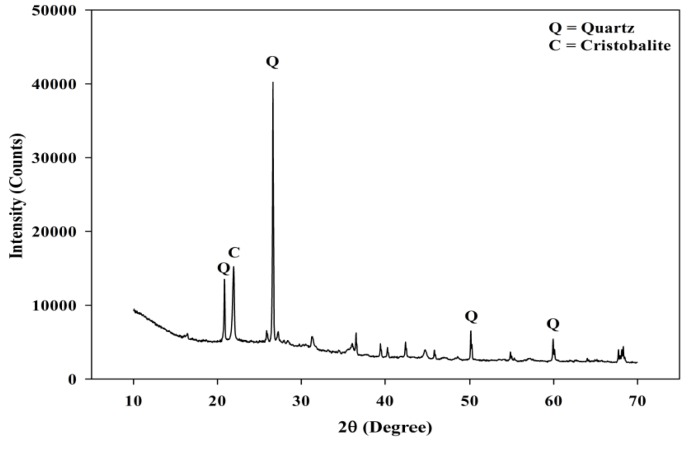 50000
Q = Quartz
C = Cristobalite
Q
40000
30000
Intensity (Counts)
20000
C
Q
10000
Q
Q
0
10 20 30 40 50 60 70
2θ (Degree)